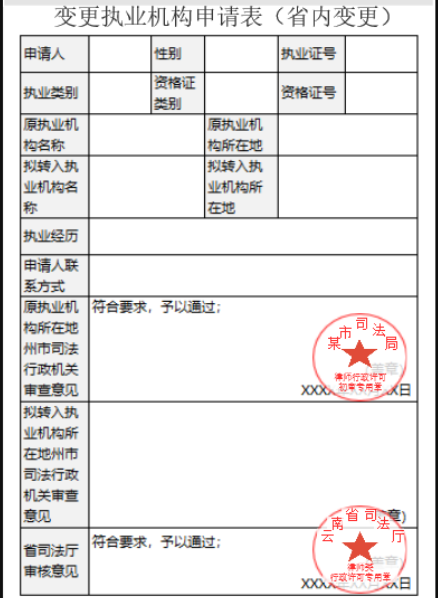 变更执业机构申请表（省内变更）
申请人
性别
执业证号
执业类别
资格证
类别
资格证号
原执业机
构名称
原执业机
构所在地
拟转入执
业机构名
称
拟转入执
业机构所
在地
执业经历
申请人联
系方式
原执业机
构所在地
州市司法
行政机关
审查意见
符合要求，予以通过；
某市司法局
盖章）
律师行政许可
初审专用章
XXX
X日
拟转入执
业机构所
在地州市
司法行政
机关审查
意见
章）
省司法厅
审核意见
符合要求，予以通过；
云南省司法厅
盖章）
律师类
行政许可专用章
XXX
X日